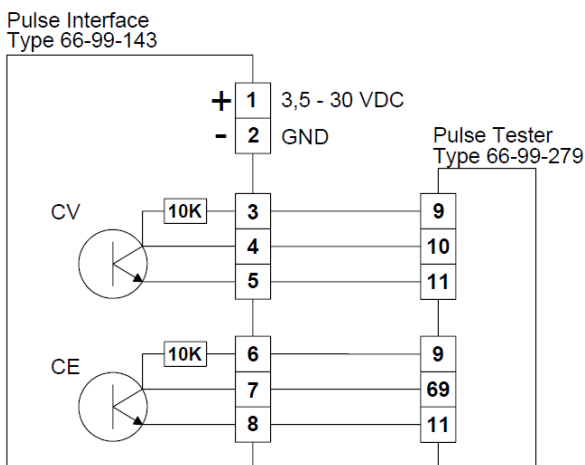 Pulse Interface
Type 66-99-143
+ 1 3,5 - 30 VDC
- 2 GND
Pulse Tester
Type 66-99-279
CV
10K 3 9
4 10
5 11
CE
10K 6 9
7 69
8 11